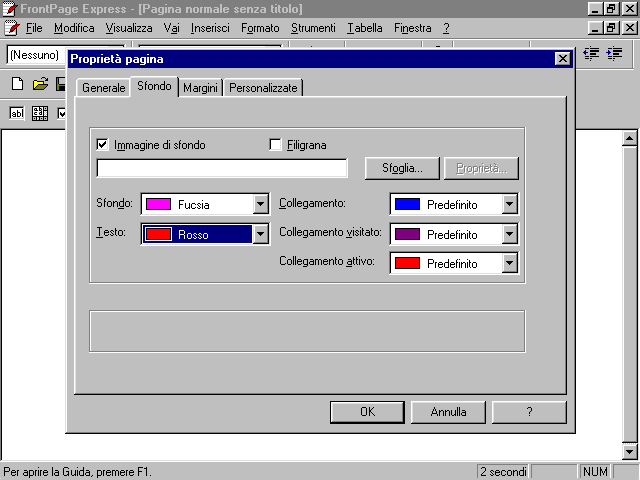 FrontPage Express - [Pagina normale senza titolo]
File Modifica Visualizza Vai Inserisci Formato Strumenti Tabella Finestra ?
(Nessuno)
Proprietà pagina
Generale Sfondo Margini Personalizzate
abl
Immagine di sfondo Filigrana
Sfoglia... Proprietà...
Sfondo: Fucsia Collegamento: Predefinito
Testo: Rosso Collegamento visitato: Predefinito
Collegamento attivo: Predefinito
OK Annulla ?
Per aprire la Guida, premere F1. 2 secondi NUM